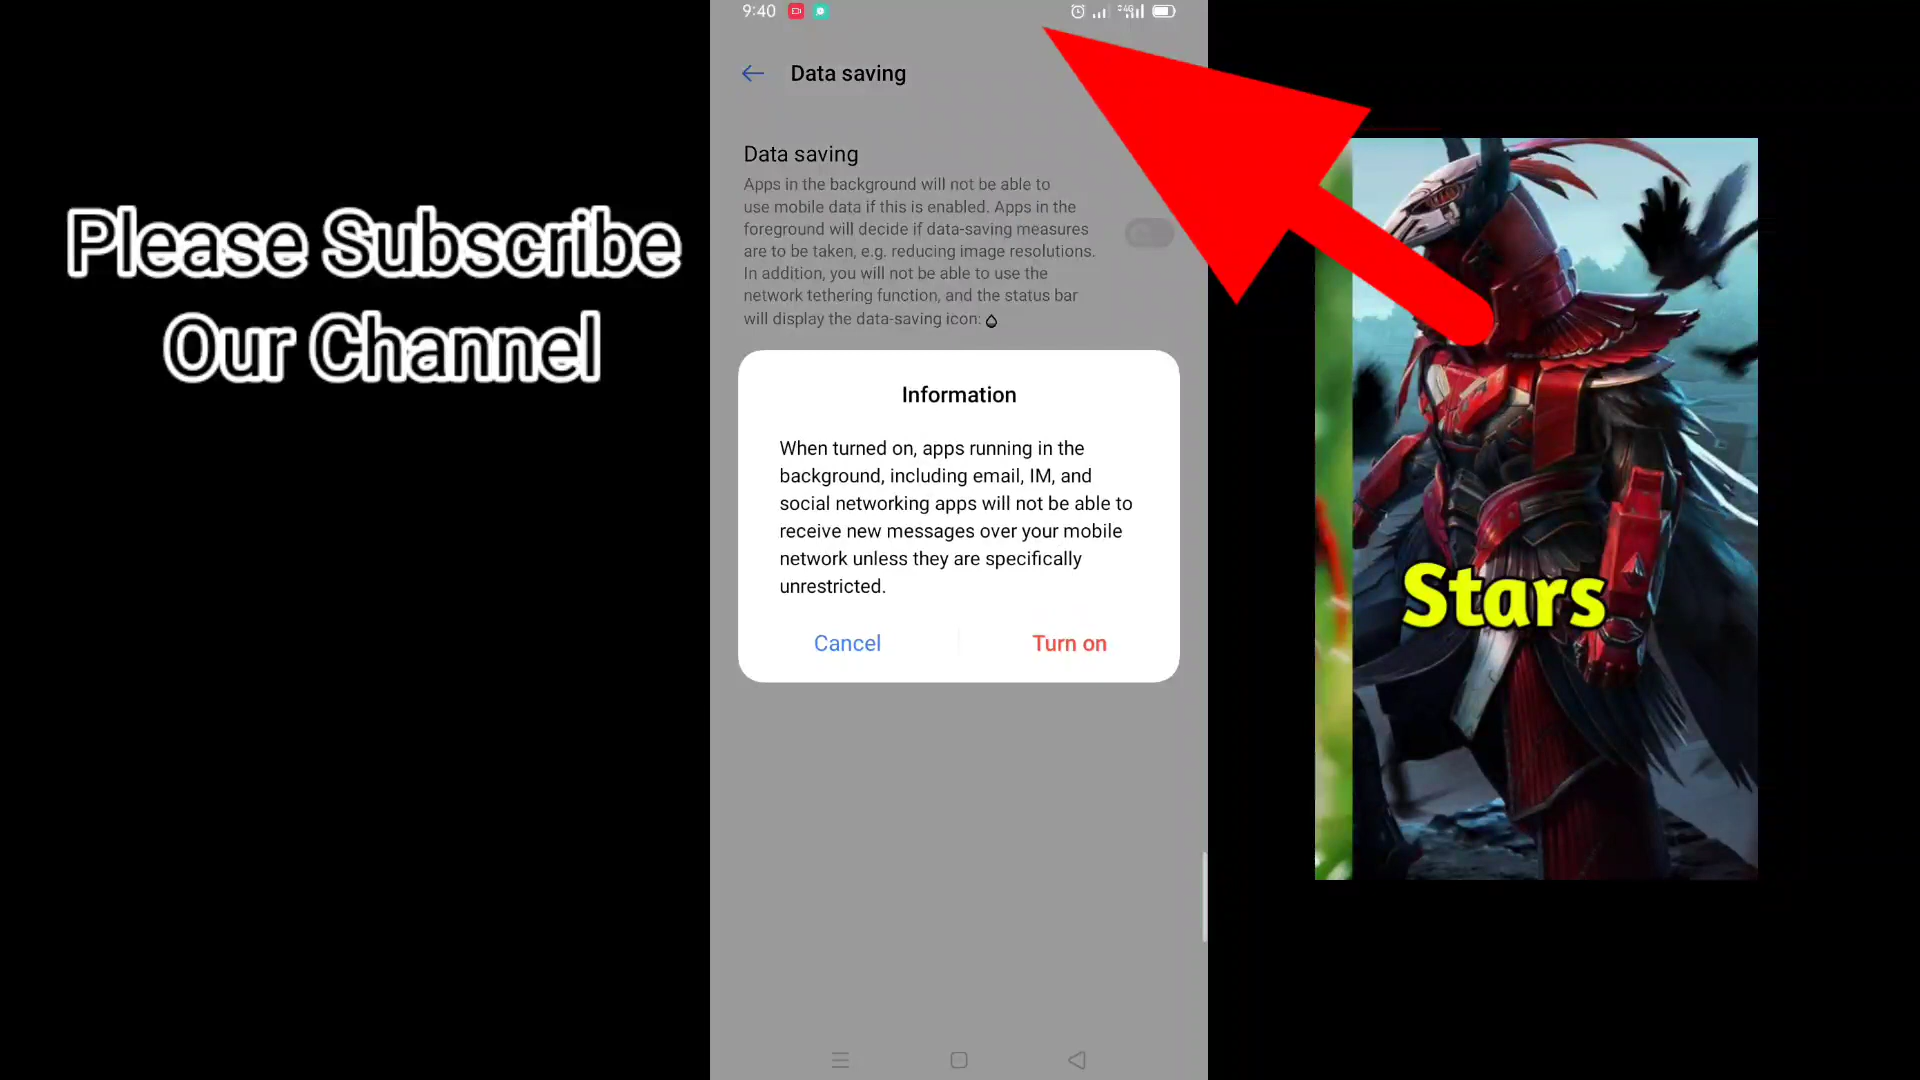 9:40
4G
Data saving
Please Subscribe
Our Channel
Data saving
Apps in the background will not be able to
use mobile data if this is enabled. Apps in the
foreground will decide if data-saving measures
are to be taken, e.g. reducing image resolutions.
In addition, you will not be able to use the
network tethering function, and the status bar
will display the data-saving icon:
Information
When turned on, apps running in the
background, including email, IM, and
social networking apps will not be able to
receive new messages over your mobile
network unless they are specifically
unrestricted.
Cancel
Turn on
Stars